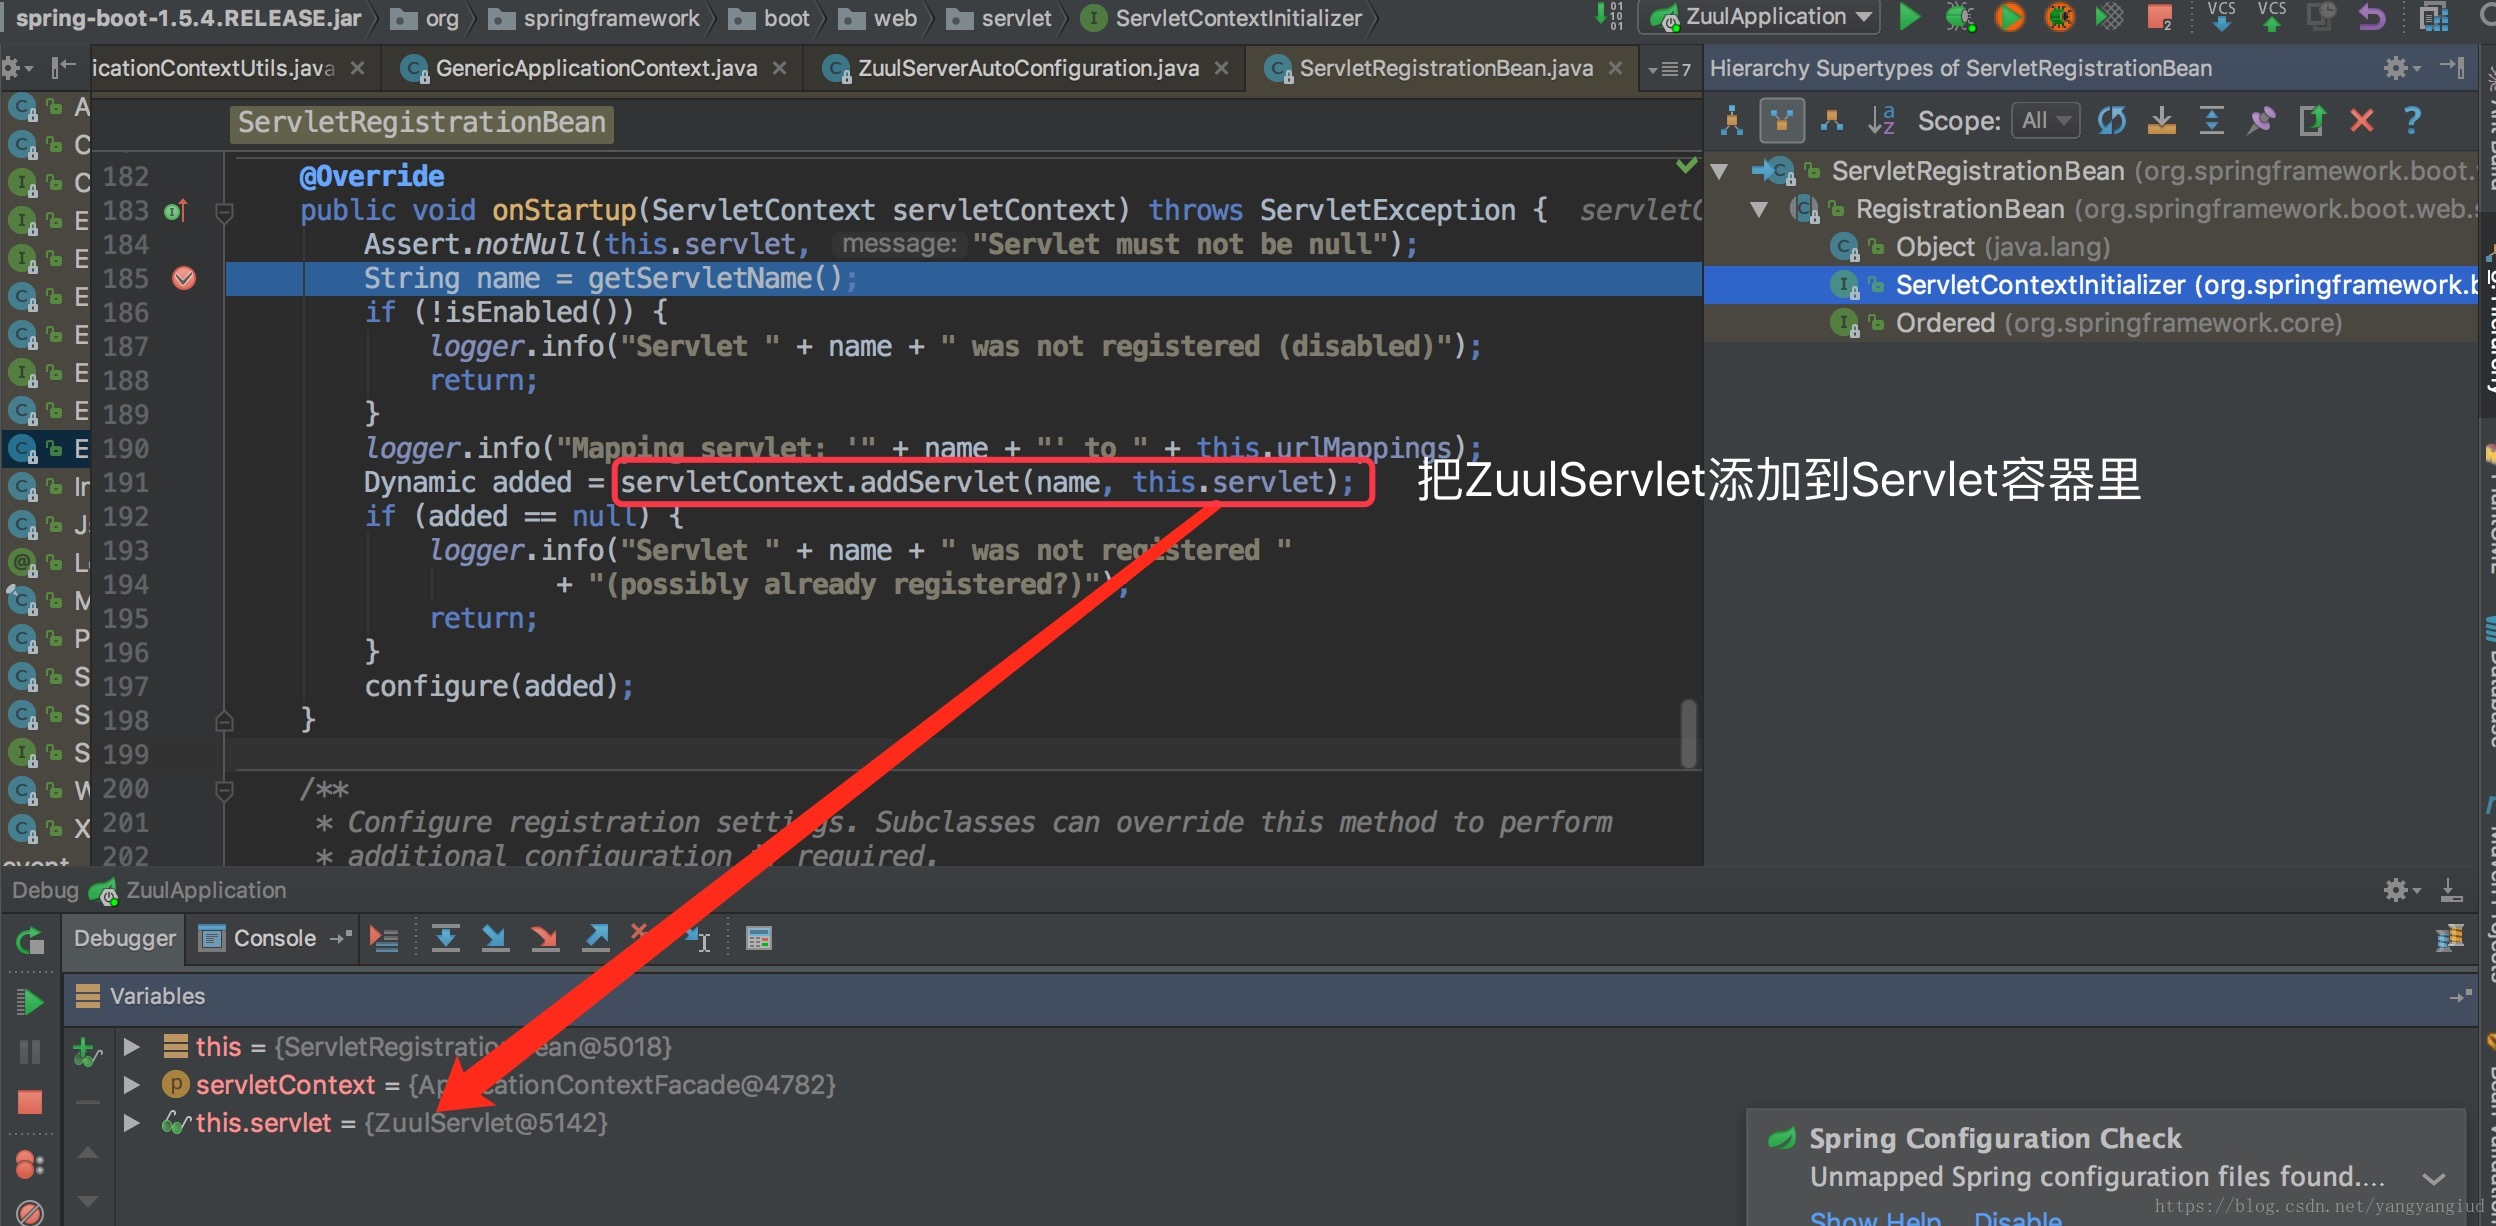 spring-boot-1.5.4.RELEASE.jar org springframework boot web servlet ServletContextInitializer ZuulApplication VCS VCS
icationContextUtils.java GenericApplicationContext.java ZuulServerAutoConfiguration.java ServletRegistrationBean.java 7 Hierarchy Supertypes of ServletRegistrationBean
ServletRegistrationBean
Scope: All
182 @Override
183 public void onStartup(ServletContext servletContext) throws ServletException { servletC
184 Assert.notNull(this.servlet, message: "Servlet must not be null");
185 String name = getServletName();
186 if (!isEnabled()) {
187 logger.info("Servlet " + name + " was not registered (disabled)");
188 return;
189 }
190 logger.info("Mapping servlet: '" + name + "' to " + this.urlMappings);
191 Dynamic added = servletContext.addServlet(name, this.servlet);
把ZuulServlet添加到Servlet容器里
192 if (added == null) {
193 logger.info("Servlet " + name + " was not registered "
194 + "(possibly already registered?)");
195 return;
196 }
197 configure(added);
198 }
199
200 /**
201 * Configure registration settings. Subclasses can override this method to perform
202 * additional configuration if required.
ServletRegistrationBean (org.springframework.boot.
RegistrationBean (org.springframework.boot.web.s
Object (java.lang)
ServletContextInitializer (org.springframework.b
Ordered (org.springframework.core)
Debug ZuulApplication
Debugger Console
Variables
this = {ServletRegistrationBean@5018}
servletContext = {ApplicationContextFacade@4782}
this.servlet = {ZuulServlet@5142}
Spring Configuration Check
Unmapped Spring configuration files found....
Show Help Disable
https://blog.csdn.net/yangyangiud